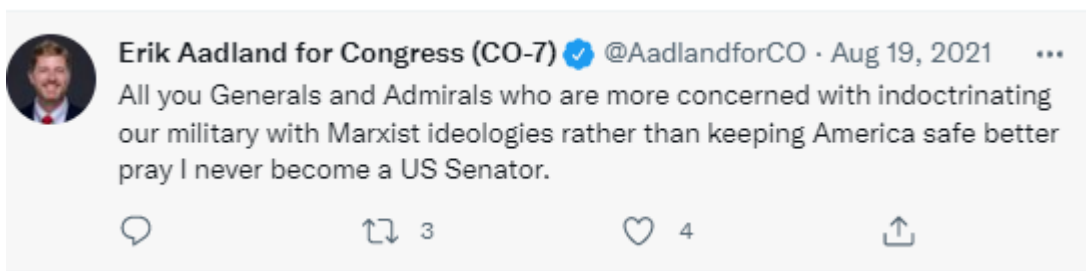 Erik Aadland for Congress (CO-7) @AadlandforCO · Aug 19, 2021
All you Generals and Admirals who are more concerned with indoctrinating
our military with Marxist ideologies rather than keeping America safe better
pray I never become a US Senator.
3 4